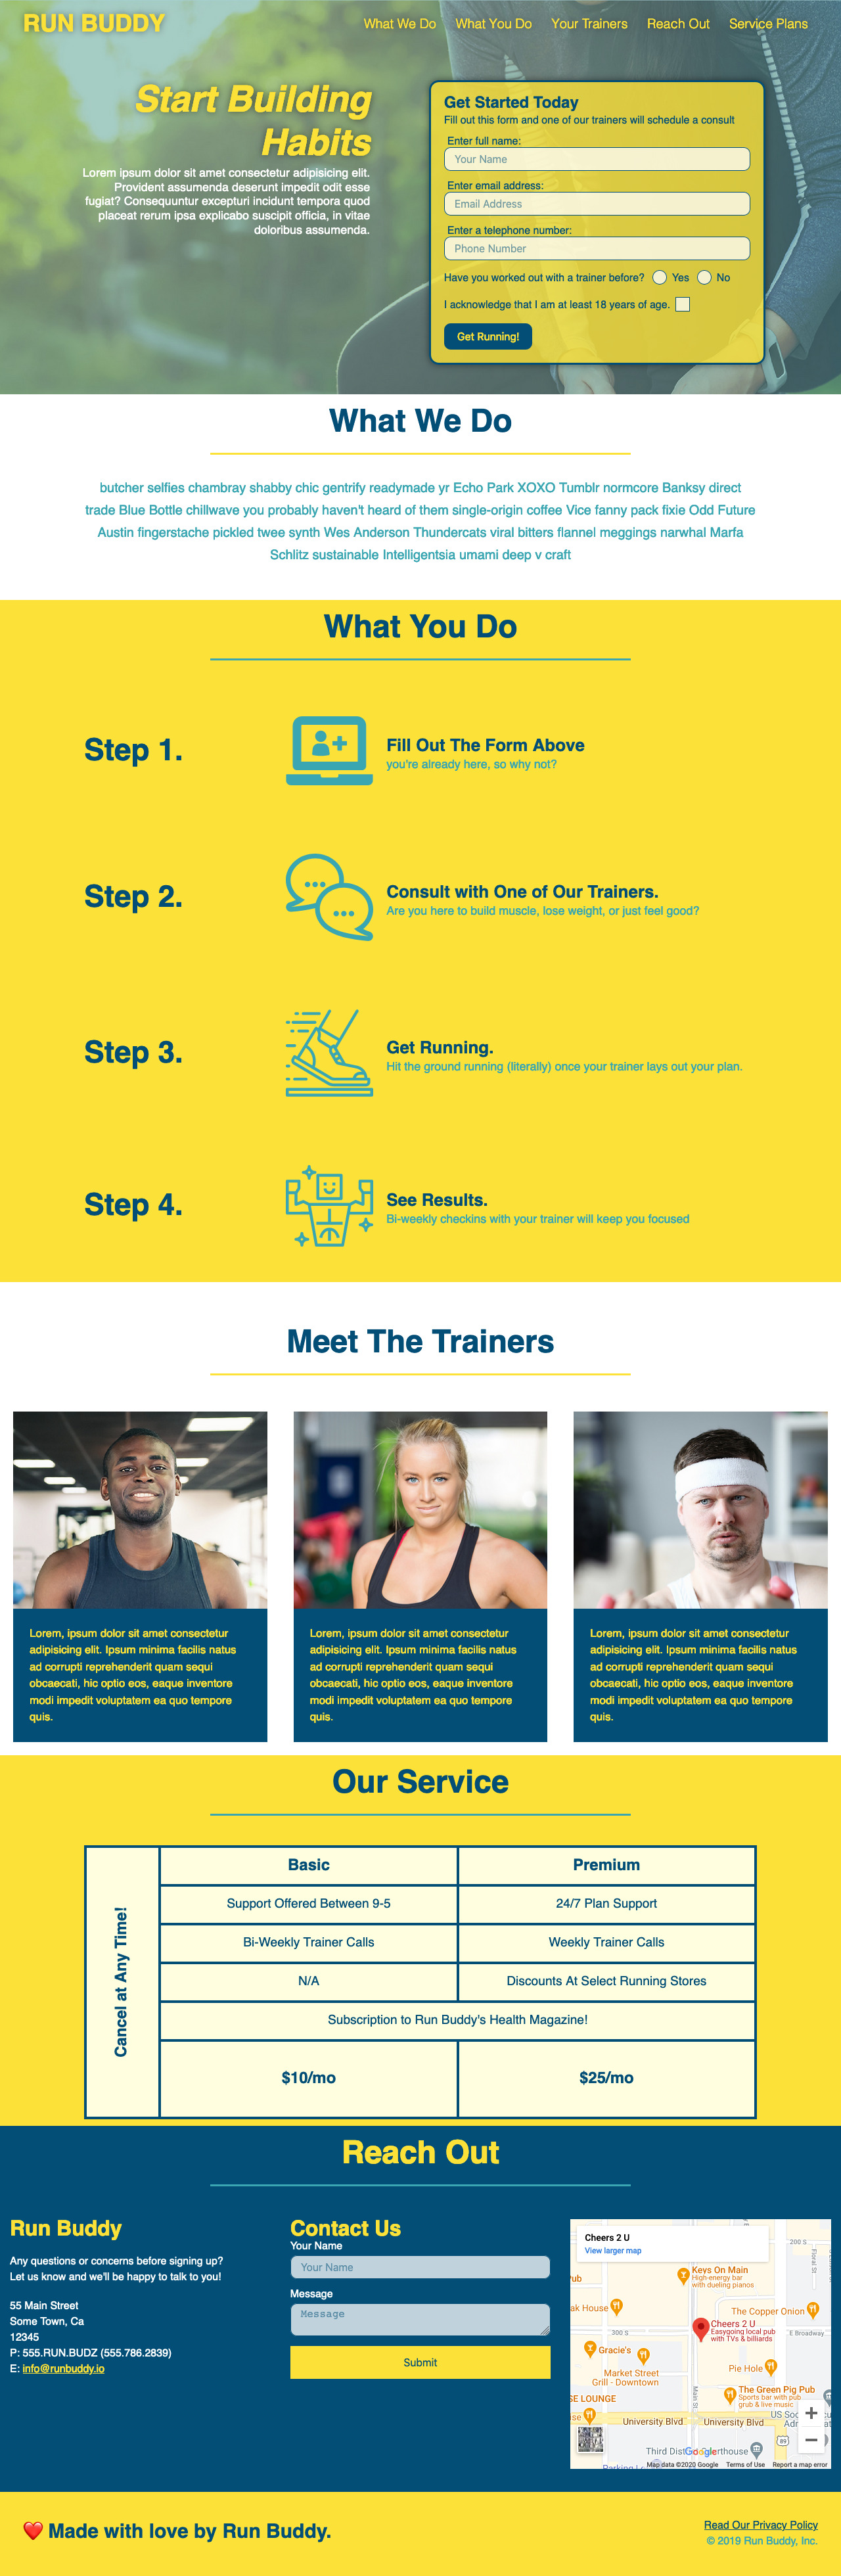 RUN BUDDY
What We Do
What You Do
Your Trainers
Reach Out
Service Plans
Start Building
Habits
Lorem ipsum dolor sit amet consectetur adipisicing elit.
Provident assumenda deserunt impedit odit esse
fugiat? Consequuntur excepturi incidunt tempora quod
placeat rerum ipsa explicabo suscipit officia, in vitae
doloribus assumenda.
Get Started Today
Fill out this form and one of our trainers will schedule a consult
Enter full name:
Your Name
Enter email address:
Email Address
Enter a telephone number:
Phone Number
Have you worked out with a trainer before? Yes No
I acknowledge that I am at least 18 years of age.
Get Running!
What We Do
butcher selfies chambray shabby chic gentrify readymade yr Echo Park XOXO Tumblr normcore Banksy direct
trade Blue Bottle chillwave you probably haven't heard of them single-origin coffee Vice fanny pack fixie Odd Future
Austin fingerstache pickled twee synth Wes Anderson Thundercats viral bitters flannel meggings narwhal Marfa
Schlitz sustainable Intelligentsia umami deep v craft
What You Do
Step 1.
Fill Out The Form Above
you're already here, so why not?
Step 2.
Consult with One of Our Trainers.
Are you here to build muscle, lose weight, or just feel good?
Step 3.
Get Running.
Hit the ground running (literally) once your trainer lays out your plan.
Step 4.
See Results.
Bi-weekly checkins with your trainer will keep you focused
Meet The Trainers
Lorem, ipsum dolor sit amet consectetur
adipisicing elit. Ipsum minima facilis natus
ad corrupti reprehenderit quam sequi
obcaecati, hic optio eos, eaque inventore
modi impedit voluptatem ea quo tempore
quis.
Lorem, ipsum dolor sit amet consectetur
adipisicing elit. Ipsum minima facilis natus
ad corrupti reprehenderit quam sequi
obcaecati, hic optio eos, eaque inventore
modi impedit voluptatem ea quo tempore
quis.
Lorem, ipsum dolor sit amet consectetur
adipisicing elit. Ipsum minima facilis natus
ad corrupti reprehenderit quam sequi
obcaecati, hic optio eos, eaque inventore
modi impedit voluptatem ea quo tempore
quis.
Our Service
Cancel at Any Time!
Basic
Premium
Support Offered Between 9-5
24/7 Plan Support
Bi-Weekly Trainer Calls
Weekly Trainer Calls
N/A
Discounts At Select Running Stores
Subscription to Run Buddy's Health Magazine!
$10/mo
$25/mo
Reach Out
Run Buddy
Any questions or concerns before signing up?
Let us know and we'll be happy to talk to you!
55 Main Street
Some Town, Ca
12345
P: 555.RUN.BUDZ (555.786.2839)
E: info@runbuddy.io
Contact Us
Your Name
Your Name
Message
Message
Submit
Cheers 2 U
View larger map
200 S
Floral St
Keys On Main
High-energy bar
with dueling pianos
The Copper Onion
300 S
E Broadway
Cheers 2 U
Easygoing local pub
with TVs & billiards
Gracie's
Market Street
Grill - Downtown
Pie Hole
The Green Pig Pub
Sports bar with pub
grub & live music
Main St
University Blvd
University Blvd
89
Google
Map data ©2020 Google
Terms of Use
Report a map error
❤️ Made with love by Run Buddy.
Read Our Privacy Policy
© 2019 Run Buddy, Inc.